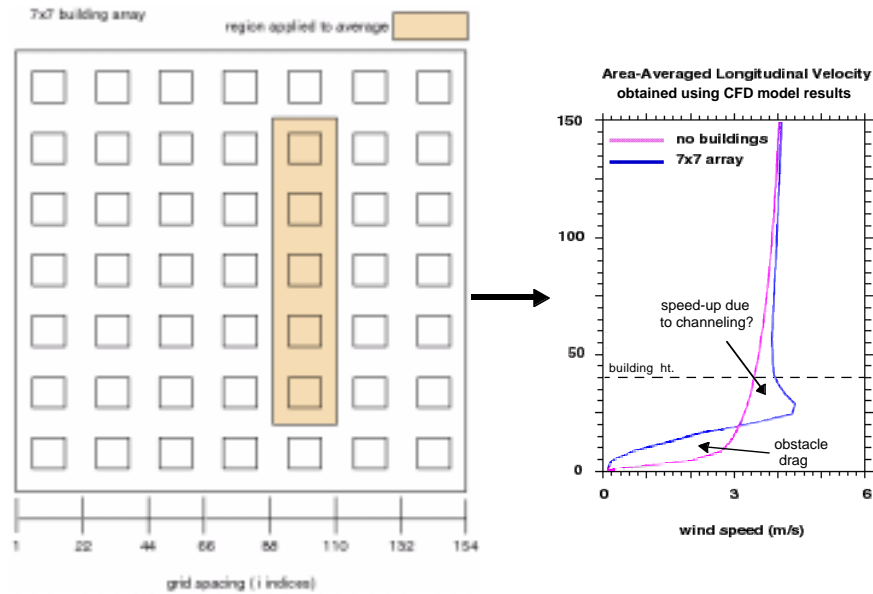 7x7 building array
region applied to average
1 22 44 66 88 110 132 154
grid spacing ( i indices)
Area-Averaged Longitudinal Velocity
obtained using CFD model results
150
no buildings
7x7 array
100
speed-up due
to channeling?
50
building ht.
obstacle
drag
0
0 3 6
wind speed (m/s)